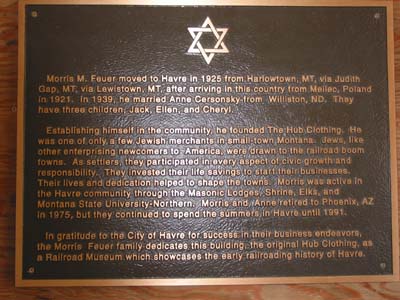 Morris M. Feuer moved to Havre in 1925 from Harlowtown, MT, via Judith
Gap, MT, via Lewistown, MT, after arriving in this country from Meilec, Poland
in 1921. In 1939, he married Anne Cersonsky from Williston, ND. They
have three children, Jack, Ellen, and Cheryl.
Establishing himself in the community, he founded The Hub Clothing. He
was one of only a few Jewish merchants in small-town Montana. Jews, like
other enterprising newcomers to America, were drawn to the railroad boom
towns. As settlers, they participated in every aspect of civic growth and
responsibility. They invested their life savings to start their businesses.
Their lives and dedication helped to shape the towns. Morris was active in
the Havre community through the Masonic Lodges, Shrine, Elks, and
Montana State University-Northern. Morris and Anne retired to Phoenix, AZ
in 1975, but they continued to spend the summers in Havre until 1991.
In gratitude to the City of Havre for success in their business endeavors,
the Morris Feuer family dedicates this building, the original Hub Clothing, as
a Railroad Museum which showcases the early railroading history of Havre.